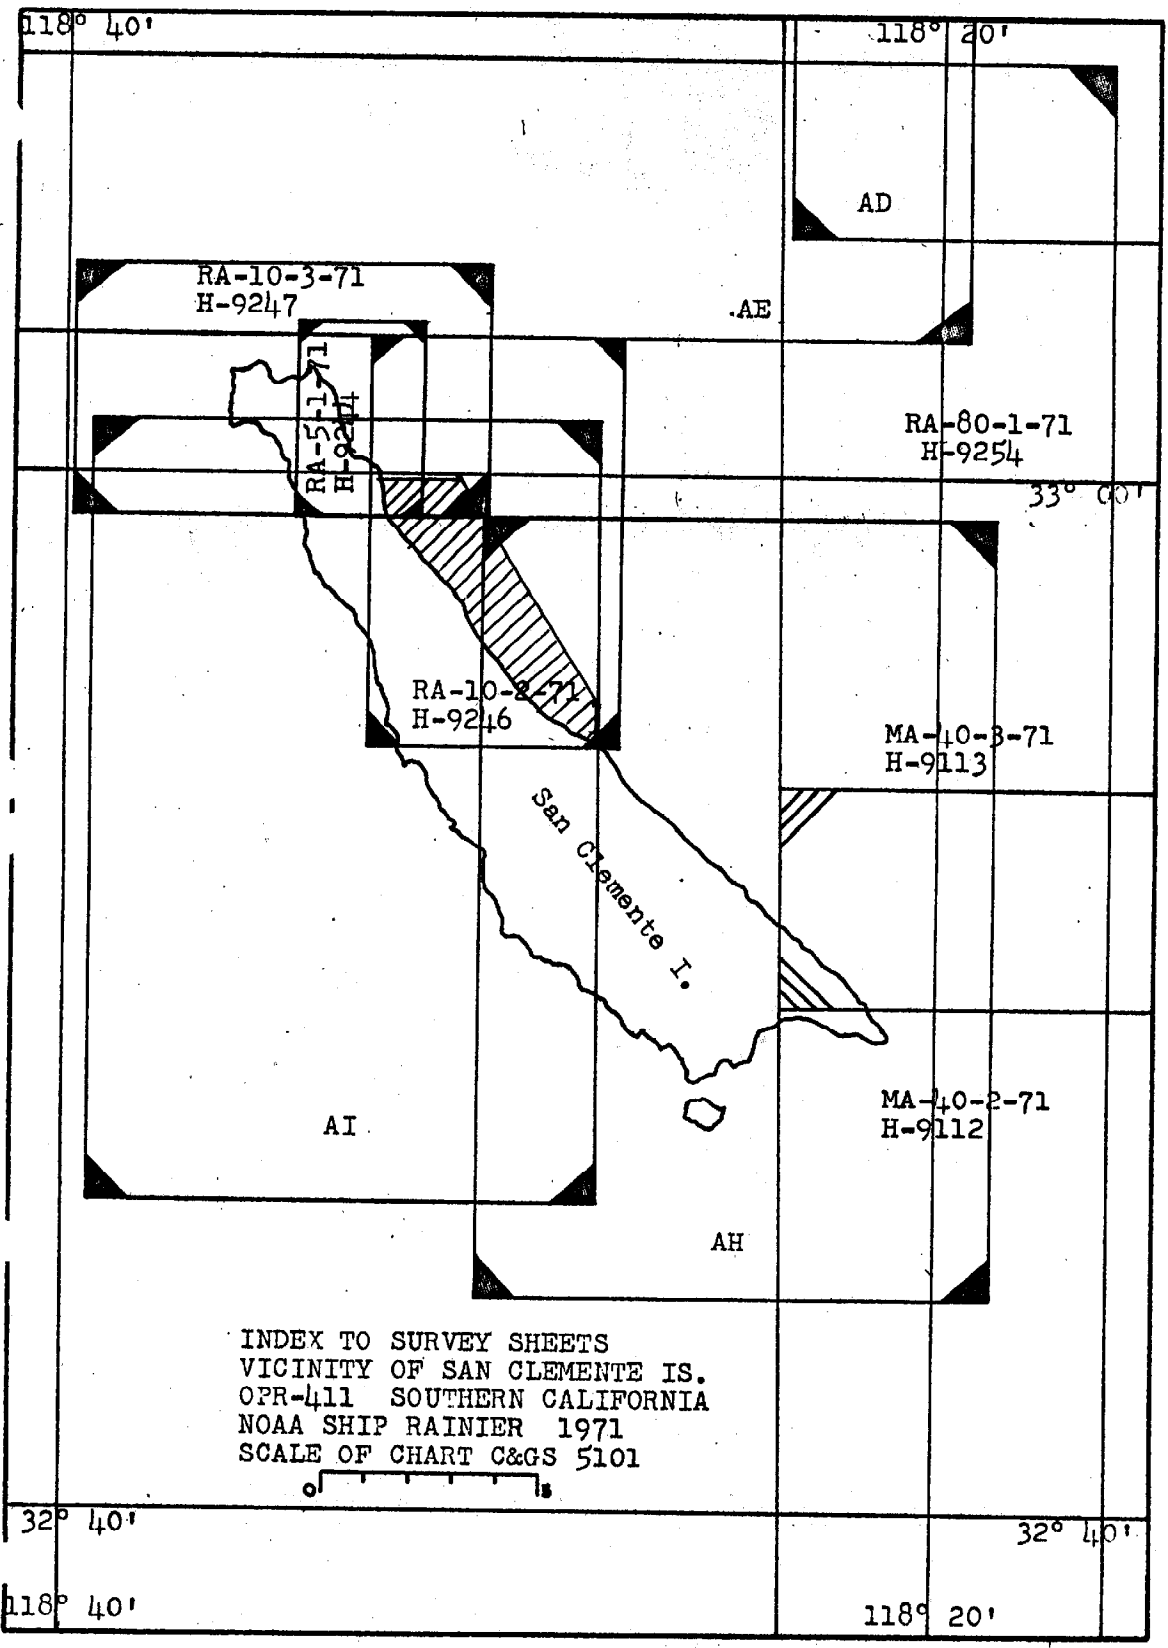 118° 40'
118° 20'
AD
RA-10-3-71
H-9247
.AE
RA-5-1-71
H-9244
RA-80-1-71
H-9254
33° 00'
RA-10-2-71
H-9246
MA-40-3-71
H-9113
San Clemente I.
MA-40-2-71
H-9112
AI
AH
INDEX TO SURVEY SHEETS
VICINITY OF SAN CLEMENTE IS.
OPR-411 SOUTHERN CALIFORNIA
NOAA SHIP RAINIER 1971
SCALE OF CHART C&GS 5101
0
32° 40'
32° 40'
118° 40'
118° 20'